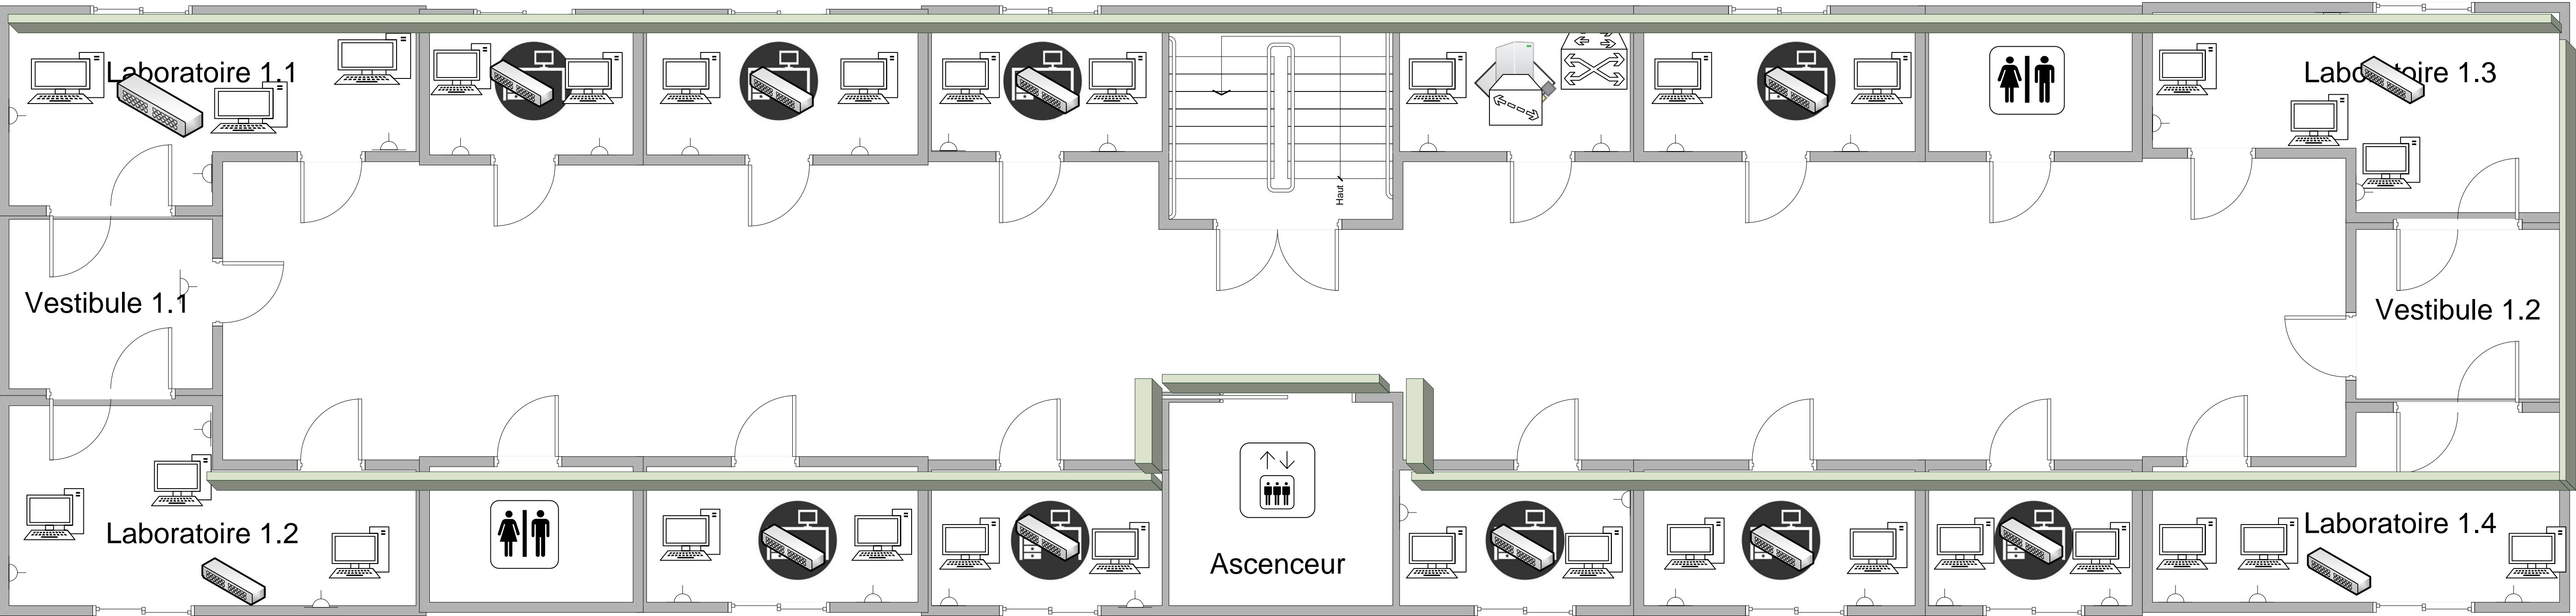 Laboratoire 1.1
Laboratoire 1.3
Haut
Vestibule 1.1
Vestibule 1.2
Laboratoire 1.2
Ascenceur
Laboratoire 1.4